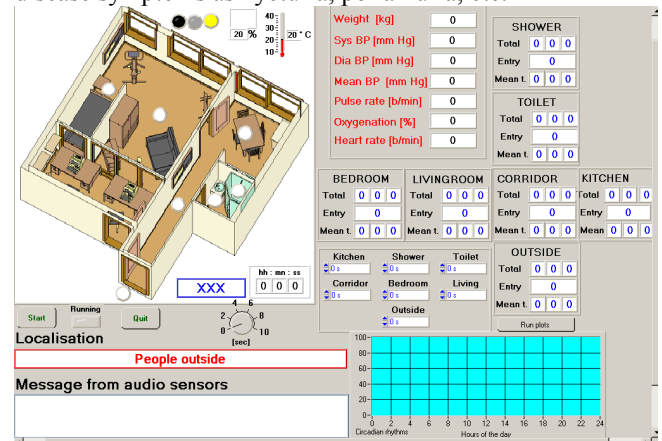 40-
30-
20-
10-
20 %
20 ° C
Weight [kg] 0
Sys BP [mm Hg] 0
Dia BP [mm Hg] 0
Mean BP [mm Hg] 0
Pulse rate [b/min] 0
Oxygenation [%] 0
Heart rate [b/min] 0
SHOWER
Total 0 0 0
Entry 0
Mean t. 0 0 0
TOILET
Total 0 0 0
Entry 0
Mean t. 0 0 0
BEDROOM
Total 0 0 0
Entry 0
Mean t. 0 0 0
LIVINGROOM
Total 0 0 0
Entry 0
Mean t. 0 0 0
CORRIDOR
Total 0 0 0
Entry 0
Mean t. 0 0 0
KITCHEN
Total 0 0 0
Entry 0
Mean 0 0 0
Kitchen Shower Toilet
0 s 0 s 0 s
Corridor Bedroom Living
0 s 0 s 0 s
Outside
0 s
OUTSIDE
Total 0 0 0
Entry 0
Mean t. 0 0 0
XXX
hh : mn : ss
0 0 0
Start
Running
Quit
4 6
2 8
0 10
[sec]
Run plots
Localisation
People outside
Message from audio sensors
100-
80-
60-
40-
20-
0-
0 2 4 6 8 10 12 14 16 18 20 22 24
Circadian rhythms Hours of the day